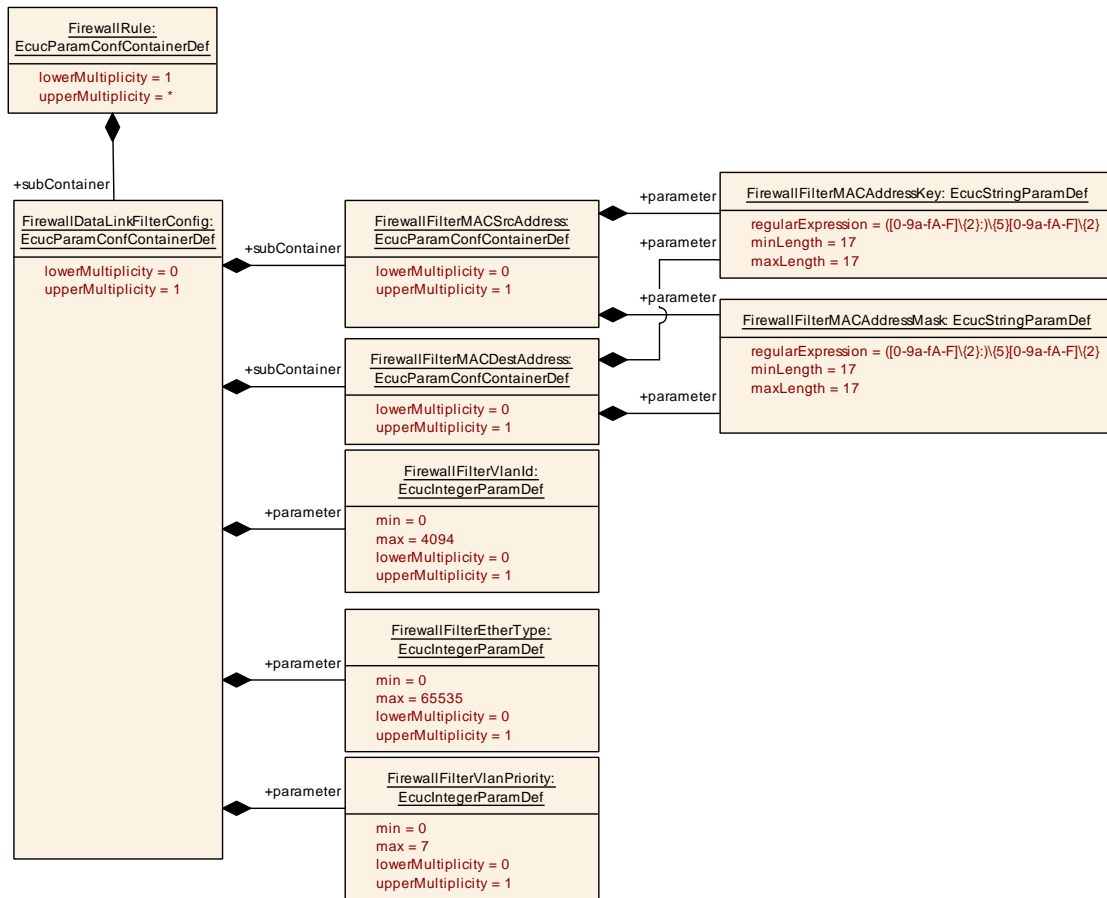 FirewallRule:
EcucParamConfContainerDef
lowerMultiplicity = 1
upperMultiplicity = *
+subContainer
FirewallDataLinkFilterConfig:
EcucParamConfContainerDef
lowerMultiplicity = 0
upperMultiplicity = 1
+subContainer
FirewallFilterMACSrcAddress:
EcucParamConfContainerDef
lowerMultiplicity = 0
upperMultiplicity = 1
+parameter
FirewallFilterMACAddressKey: EcucStringParamDef
regularExpression = ([0-9a-fA-F]\{2}:)\{5}[0-9a-fA-F]\{2}
minLength = 17
maxLength = 17
+parameter
+parameter
FirewallFilterMACAddressMask: EcucStringParamDef
regularExpression = ([0-9a-fA-F]\{2}:)\{5}[0-9a-fA-F]\{2}
minLength = 17
maxLength = 17
+subContainer
FirewallFilterMACDestAddress:
EcucParamConfContainerDef
lowerMultiplicity = 0
upperMultiplicity = 1
+parameter
+parameter
FirewallFilterVlanId:
EcucIntegerParamDef
min = 0
max = 4094
lowerMultiplicity = 0
upperMultiplicity = 1
+parameter
FirewallFilterEtherType:
EcucIntegerParamDef
min = 0
max = 65535
lowerMultiplicity = 0
upperMultiplicity = 1
+parameter
FirewallFilterVlanPriority:
EcucIntegerParamDef
min = 0
max = 7
lowerMultiplicity = 0
upperMultiplicity = 1